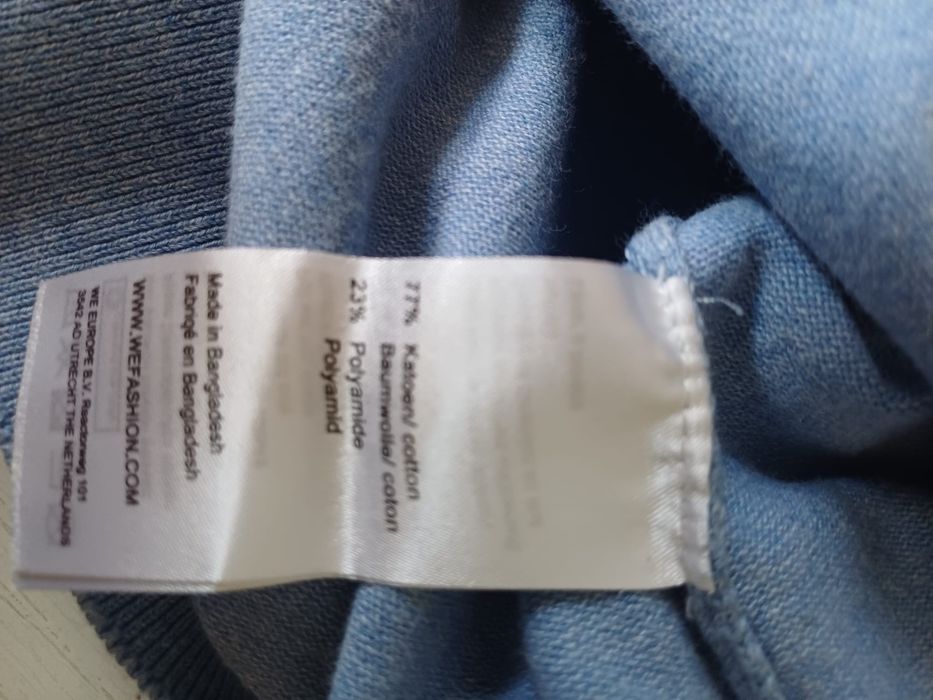 77% Katoen/ cotton
Baumwolle/ coton
23% Polyamide
Polyamid
Made in Bangladesh
Fabriqé en Bangladesh
WWW.WEFASHION.COM
WE EUROPE B.V. Reactorweg 101
3542 AD UTRECHT THE NETHERLANDS